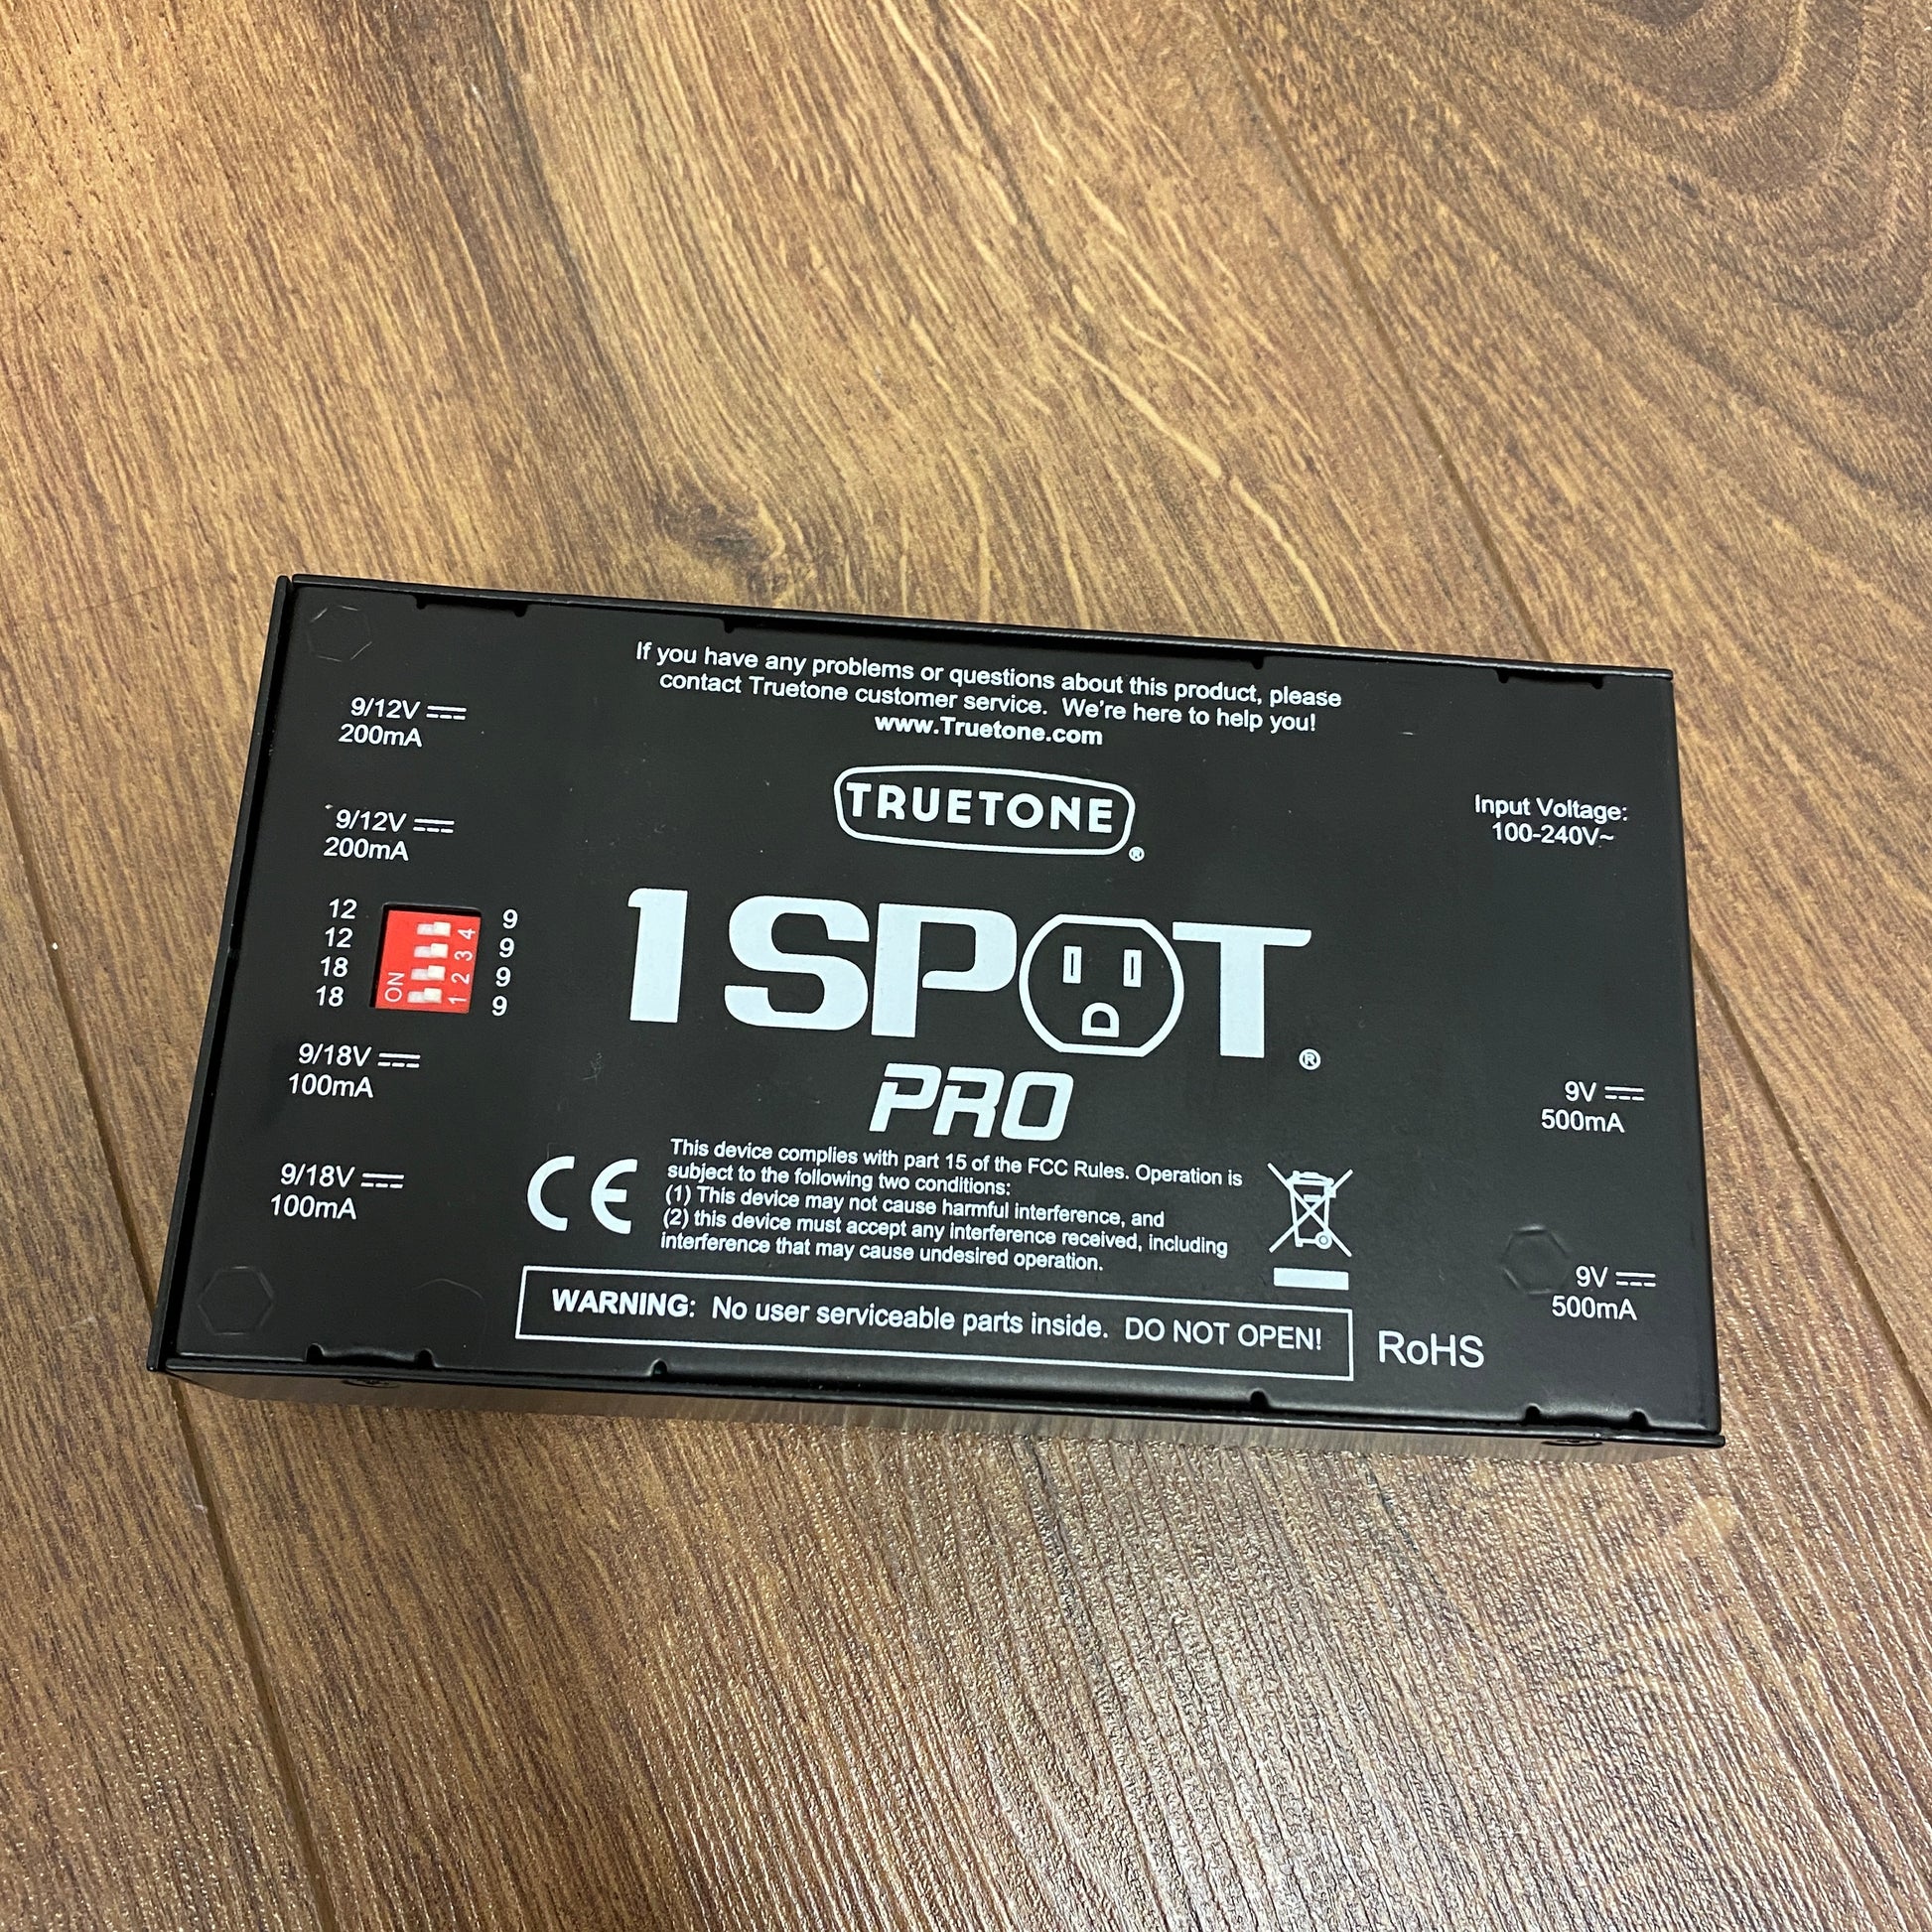 If you have any problems or questions about this product, please
contact Truetone customer service. We're here to help you!
www.Truetone.com
TRUETONE®
1 SPOT®
PRO
9/12V
200mA
9/12V
200mA
12 4 9
12 3 9
18 2 9
18 ON 1 9
9/18V
100mA
9/18V
100mA
Input Voltage:
100-240V~
9V
500mA
9V
500mA
CE
This device complies with part 15 of the FCC Rules. Operation is
subject to the following two conditions:
(1) This device may not cause harmful interference, and
(2) this device must accept any interference received, including
interference that may cause undesired operation.
WARNING: No user serviceable parts inside. DO NOT OPEN!
RoHS